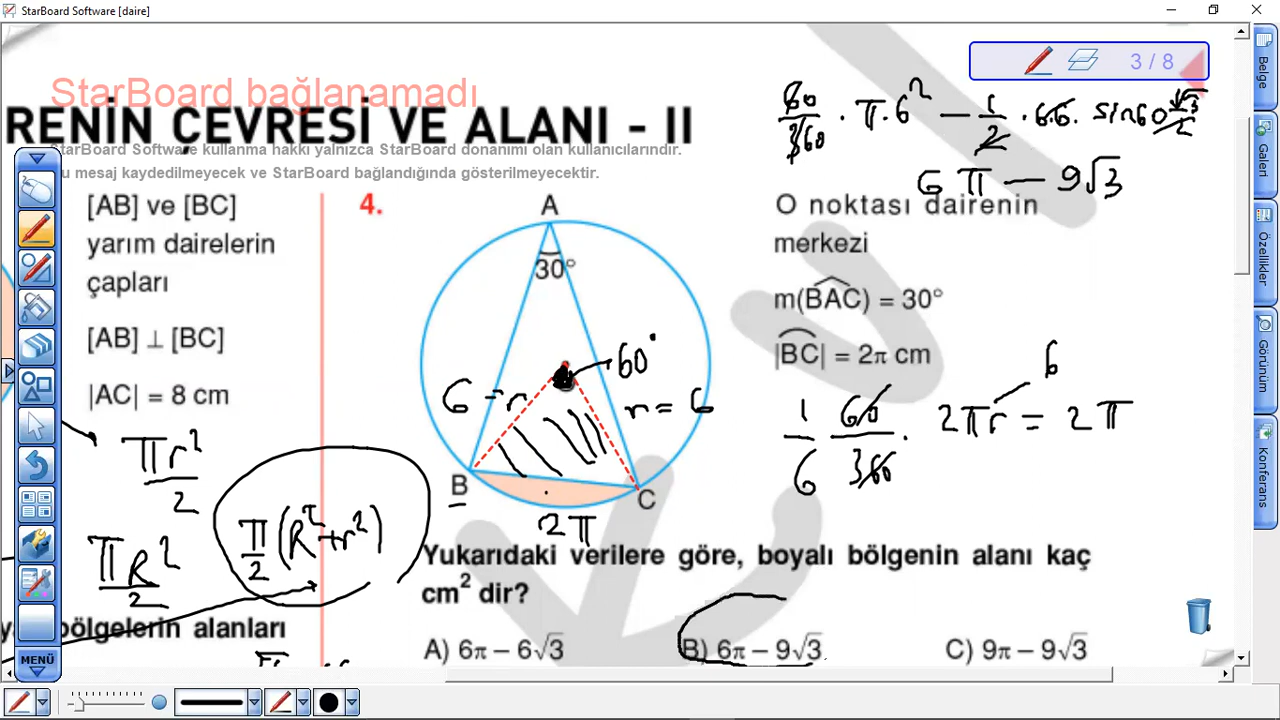 StarBoard Software [daire]
3 / 8
StarBoard bağlanamadı
RENİN ÇEVRESİ VE ALANI - II
StarBoard Software kullanma hakkı yalnızca StarBoard donanımı olan kullanıcılarındır.
u mesaj kaydedilmeyecek ve StarBoard bağlandığında gösterilmeyecektir.
60/360 . π.6² — 1/2 . 6.6. sin60 √3/2
6π — 9√3
[AB] ve [BC]
yarım dairelerin
çapları
[AB] ⊥ [BC]
|AC| = 8 cm
πr²/2
πR²/2
π/2 (R²+r²)
bölgelerin alanları
4.
A
30°
60°
6 = r
r = 6
B
C
2π
O noktası dairenin
merkezi
m(BAC) = 30°
|BC| = 2π cm
6
1/6 60/360 . 2πr = 2π
Yukarıdaki verilere göre, boyalı bölgenin alanı kaç
cm² dir?
A) 6π – 6√3 B) 6π – 9√3 C) 9π – 9√3
MENÜ
Belge
Galeri
Özellikler
Görünüm
Konferans